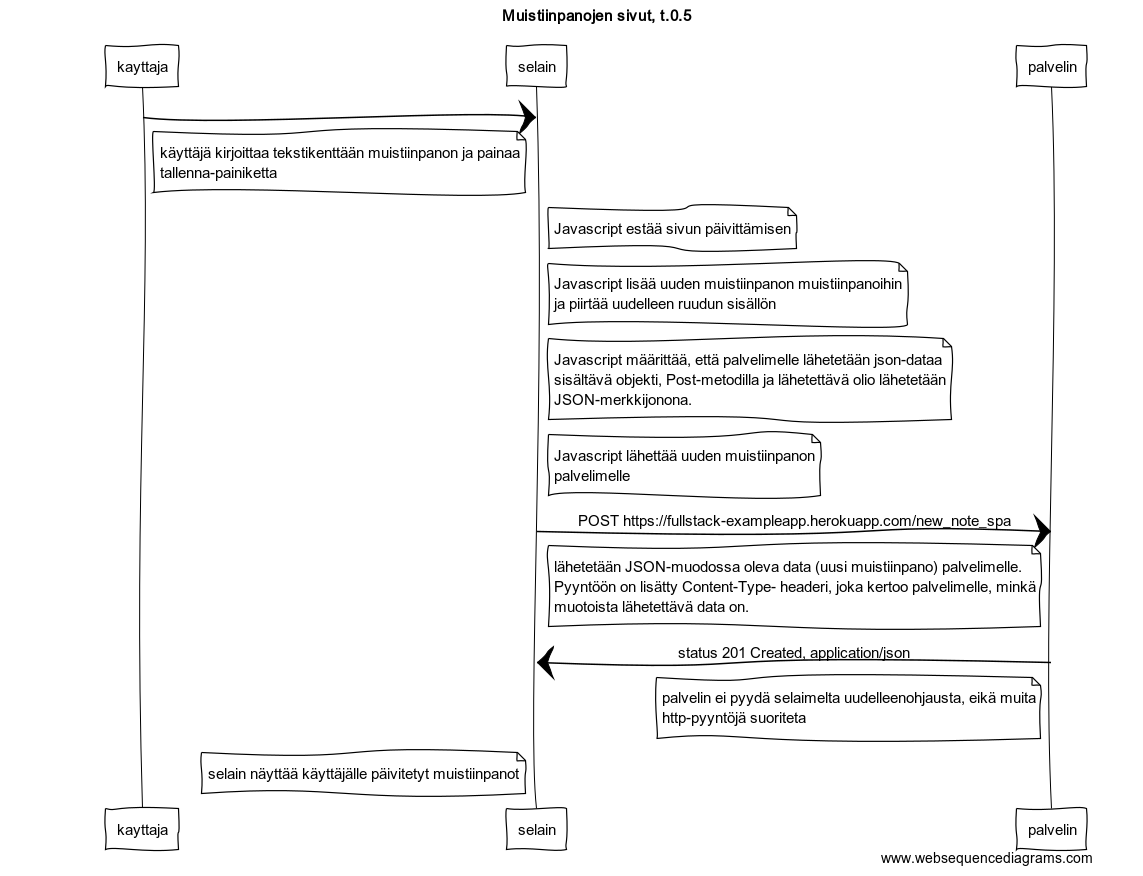 Muistiinpanojen sivut, t.0.5
kayttaja
selain
palvelin
käyttäjä kirjoittaa tekstikenttään muistiinpanon ja painaa
tallenna-painiketta
Javascript estää sivun päivittämisen
Javascript lisää uuden muistiinpanon muistiinpanoihin
ja piirtää uudelleen ruudun sisällön
Javascript määrittää, että palvelimelle lähetetään json-dataa
sisältävä objekti, Post-metodilla ja lähetettävä olio lähetetään
JSON-merkkijonona.
Javascript lähettää uuden muistiinpanon
palvelimelle
POST https://fullstack-exampleapp.herokuapp.com/new_note_spa
lähetetään JSON-muodossa oleva data (uusi muistiinpano) palvelimelle.
Pyyntöön on lisätty Content-Type- headeri, joka kertoo palvelimelle, minkä
muotoista lähetettävä data on.
status 201 Created, application/json
palvelin ei pyydä selaimelta uudelleenohjausta, eikä muita
http-pyyntöjä suoriteta
selain näyttää käyttäjälle päivitetyt muistiinpanot
kayttaja
selain
palvelin
www.websequencediagrams.com